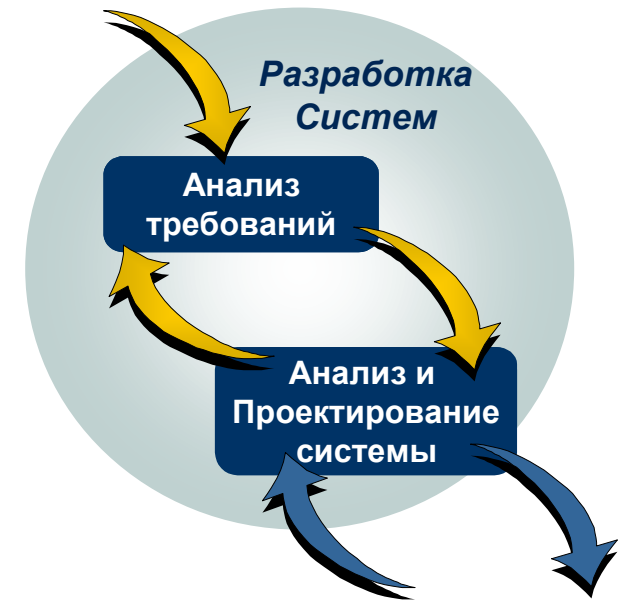 Разработка
Систем
Анализ
требований
Анализ и
Проектирование
системы